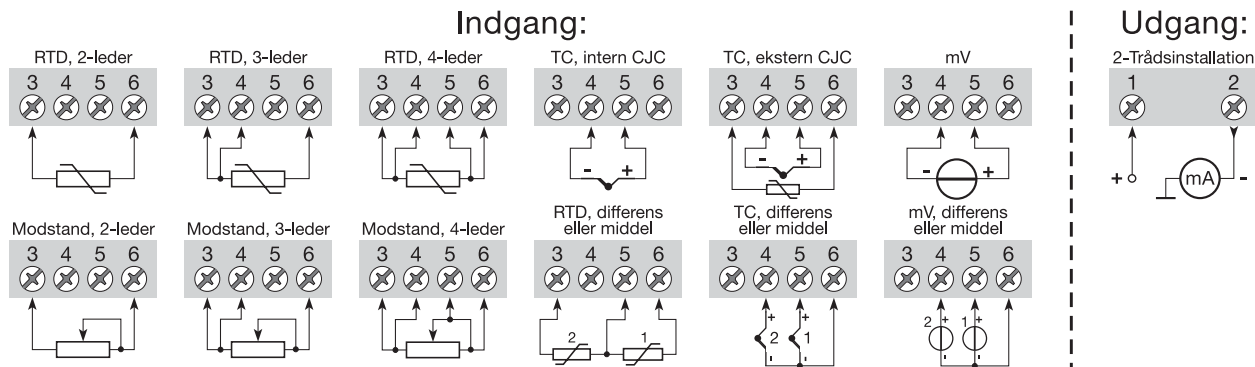 Indgang:
Udgang:
RTD, 2-leder
RTD, 3-leder
RTD, 4-leder
TC, intern CJC
TC, ekstern CJC
mV
2-Trådsinstallation
3 4 5 6
3 4 5 6
3 4 5 6
3 4 5 6
3 4 5 6
3 4 5 6
1 2
- +
- +
- +
+ mA -
Modstand, 2-leder
Modstand, 3-leder
Modstand, 4-leder
RTD, differens
eller middel
TC, differens
eller middel
mV, differens
eller middel
3 4 5 6
3 4 5 6
3 4 5 6
3 4 5 6
3 4 5 6
3 4 5 6
2 1
+ +
2 1
- -
2 + 1 +
- -